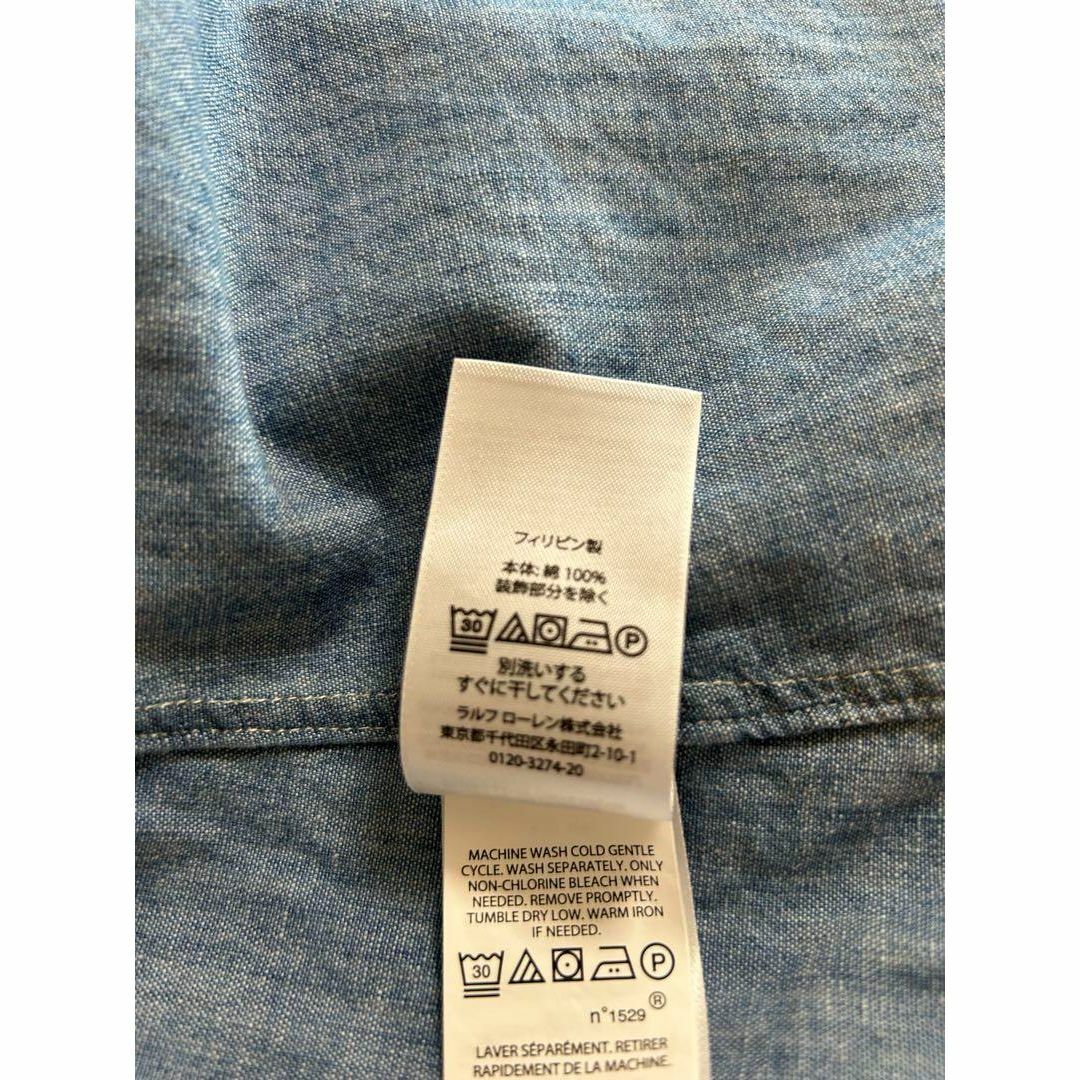 フィリピン製
本体: 綿 100%
装飾部分を除く
30 P
別洗いする
すぐに干してください
ラルフ ローレン株式会社
東京都千代田区永田町2-10-1
0120-3274-20
MACHINE WASH COLD GENTLE
CYCLE. WASH SEPARATELY. ONLY
NON-CHLORINE BLEACH WHEN
NEEDED. REMOVE PROMPTLY.
TUMBLE DRY LOW. WARM IRON
IF NEEDED.
30 P
®
n°1529
LAVER SÉPARÉMENT. RETIRER
RAPIDEMENT DE LA MACHINE.